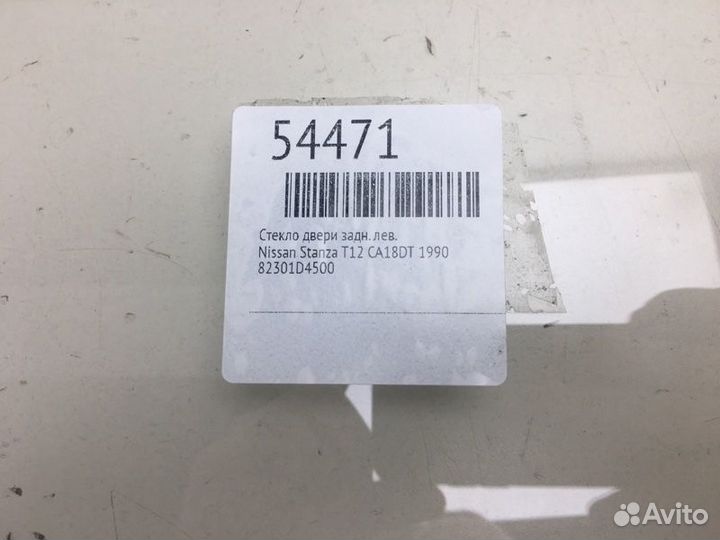 54471
Стекло двери задн. лев.
Nissan Stanza T12 CA18DT 1990
82301D4500
Avito